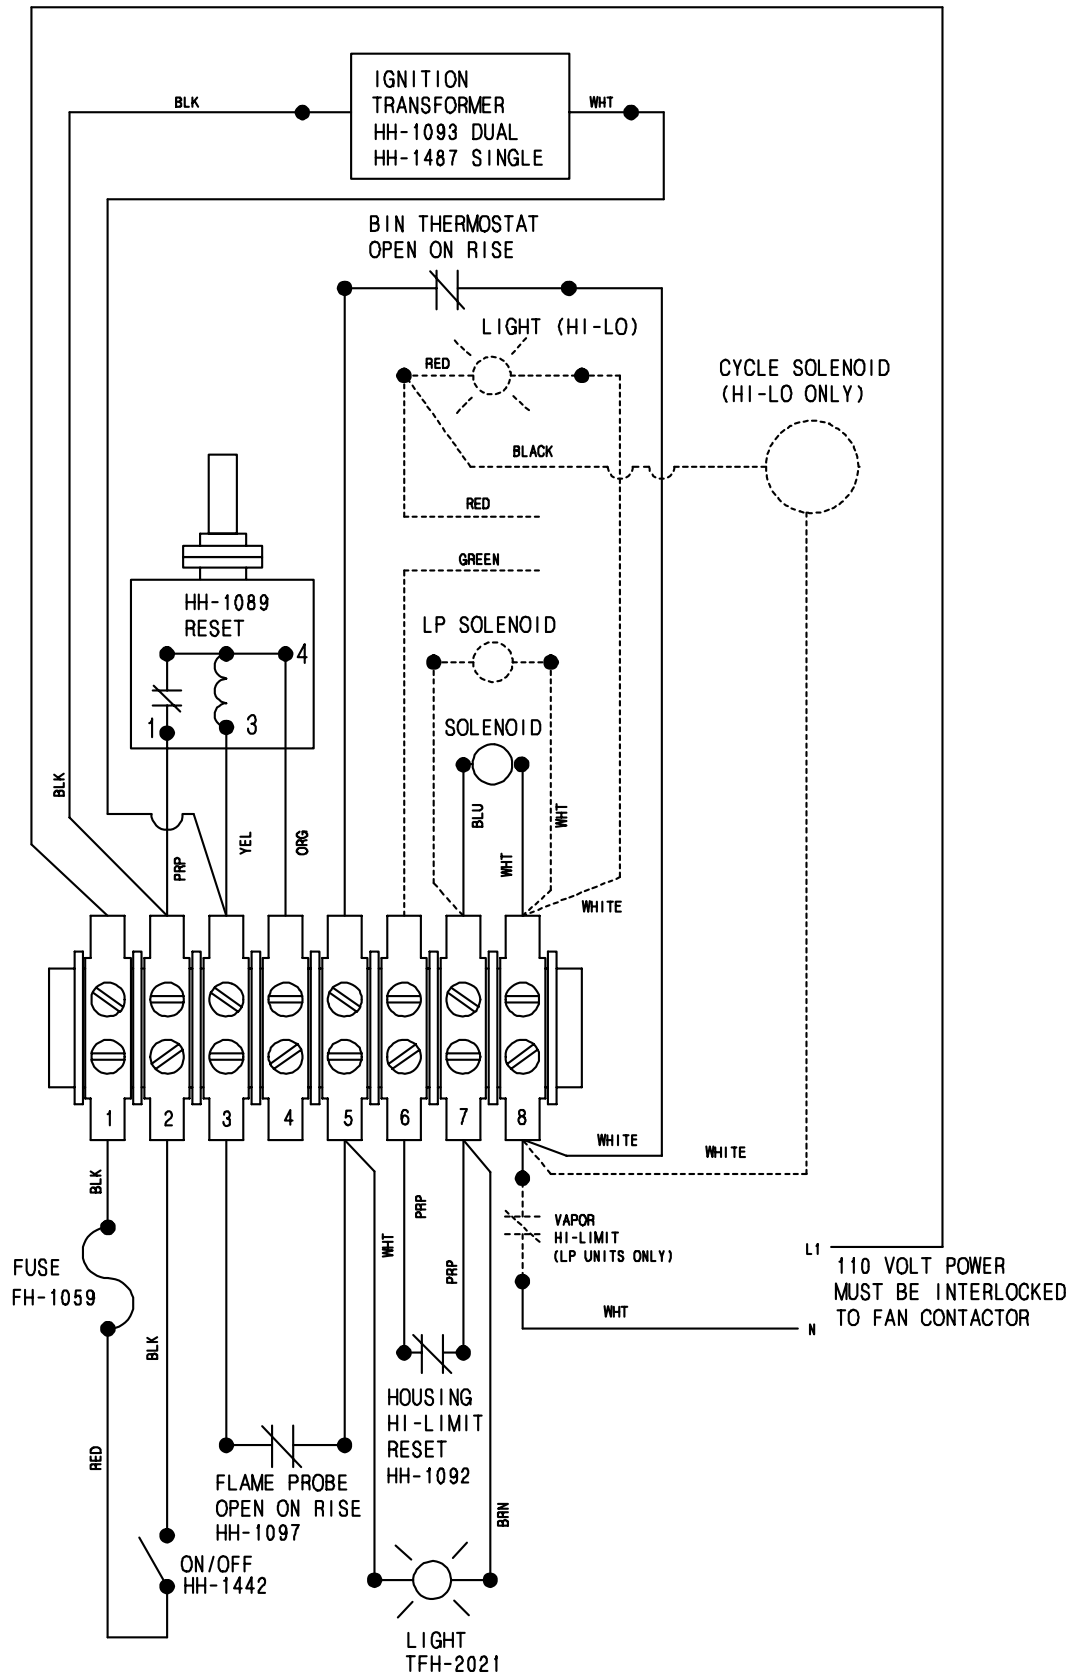 IGNITION
TRANSFORMER
HH-1093 DUAL
HH-1487 SINGLE
BLK
WHT
BIN THERMOSTAT
OPEN ON RISE
LIGHT (HI-LO)
RED
CYCLE SOLENOID
(HI-LO ONLY)
BLACK
RED
GREEN
HH-1089
RESET
4
1
3
LP SOLENOID
SOLENOID
BLK
PRP
YEL
ORG
BLU
WHT
WHT
WHITE
1
2
3
4
5
6
7
8
WHITE
WHITE
BLK
WHT
PRP
PRP
VAPOR
HI-LIMIT
(LP UNITS ONLY)
L1
110 VOLT POWER
MUST BE INTERLOCKED
TO FAN CONTACTOR
FUSE
FH-1059
WHT
N
BLK
HOUSING
HI-LIMIT
RESET
HH-1092
RED
FLAME PROBE
OPEN ON RISE
HH-1097
BRN
ON/OFF
HH-1442
LIGHT
TFH-2021